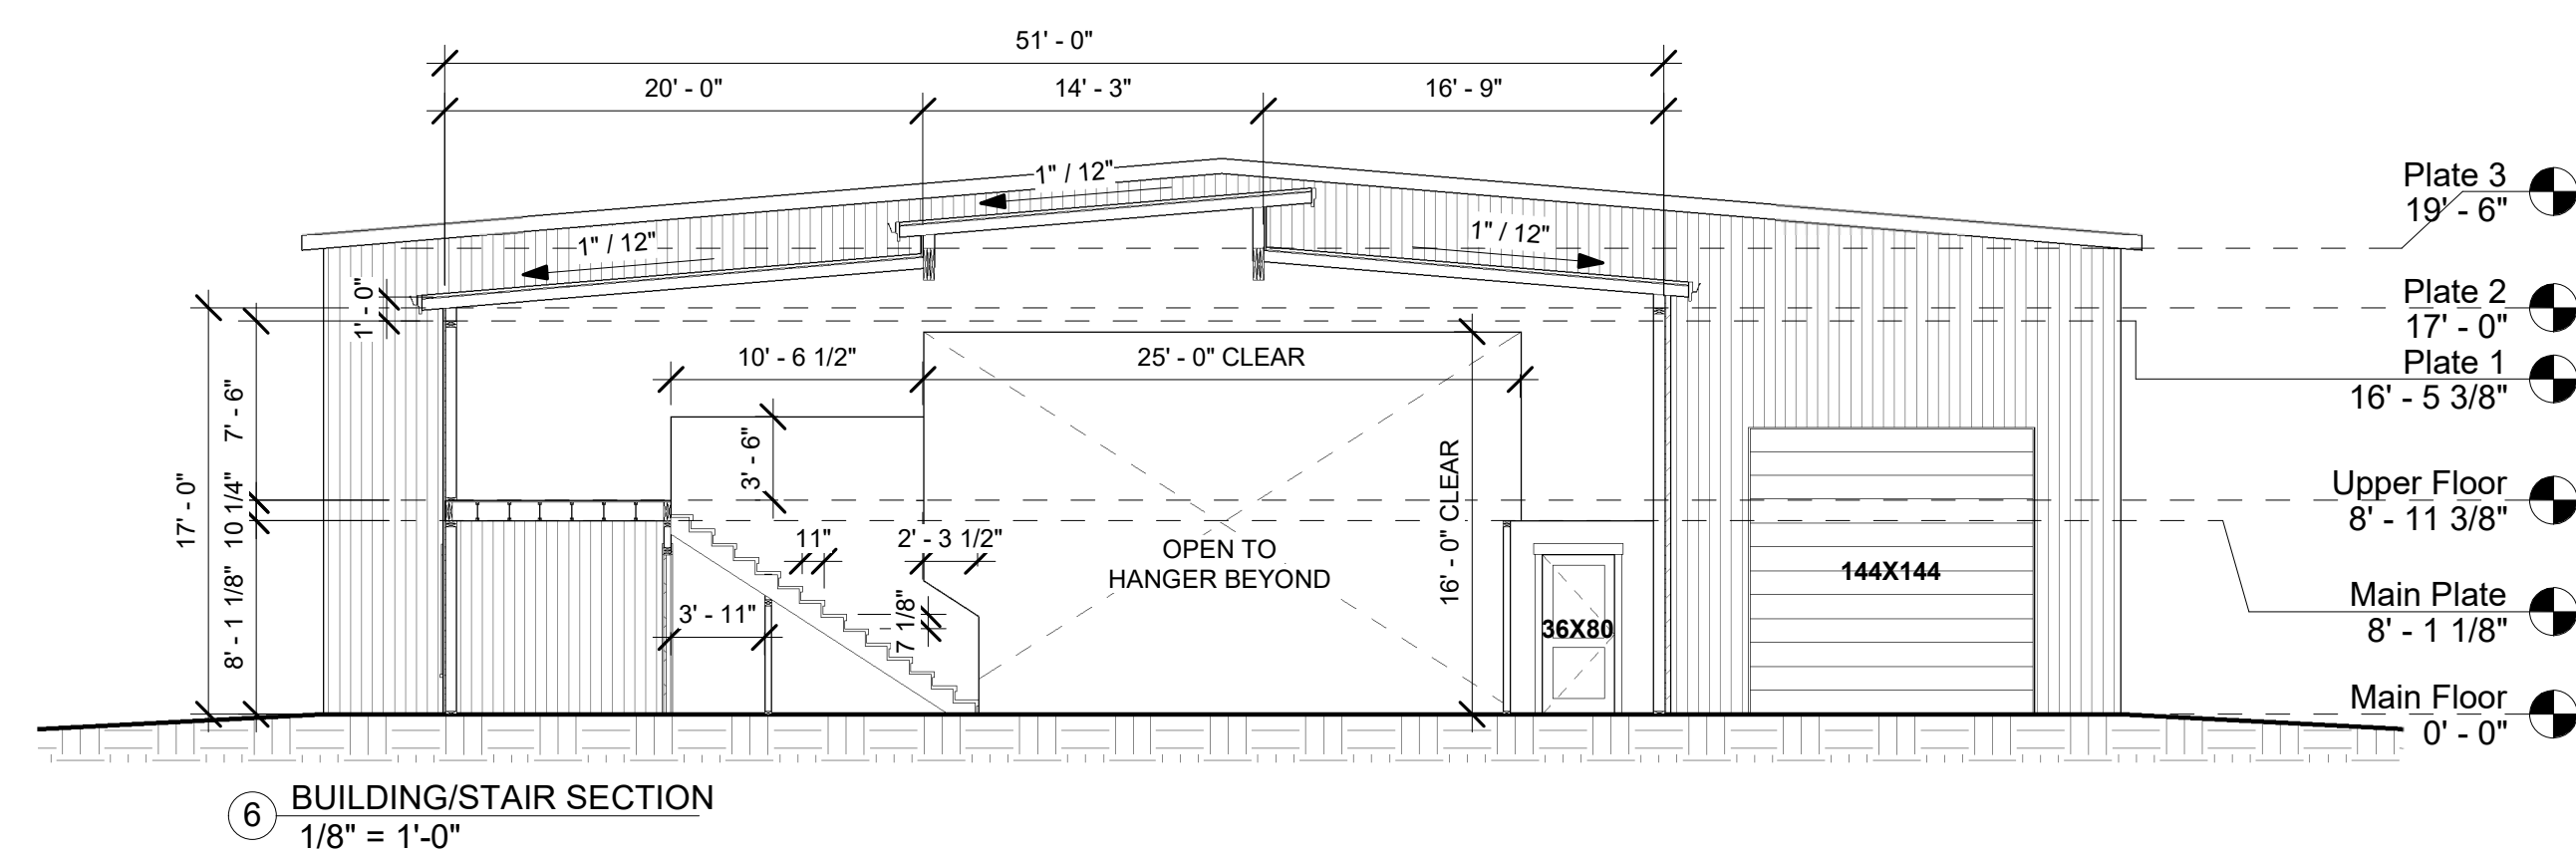 51' - 0"
20' - 0"
14' - 3"
16' - 9"
1" / 12"
1" / 12"
1" / 12"
Plate 3
19' - 6"
Plate 2
17' - 0"
Plate 1
16' - 5 3/8"
Upper Floor
8' - 11 3/8"
Main Plate
8' - 1 1/8"
Main Floor
0' - 0"
1' - 0"
17' - 0"
7' - 6"
10 1/4"
8' - 1 1/8"
10' - 6 1/2"
25' - 0" CLEAR
3' - 6"
16' - 0" CLEAR
11"
2' - 3 1/2"
3' - 11"
7 1/8"
OPEN TO
HANGER BEYOND
36X80
144X144
6
BUILDING/STAIR SECTION
1/8" = 1'-0"